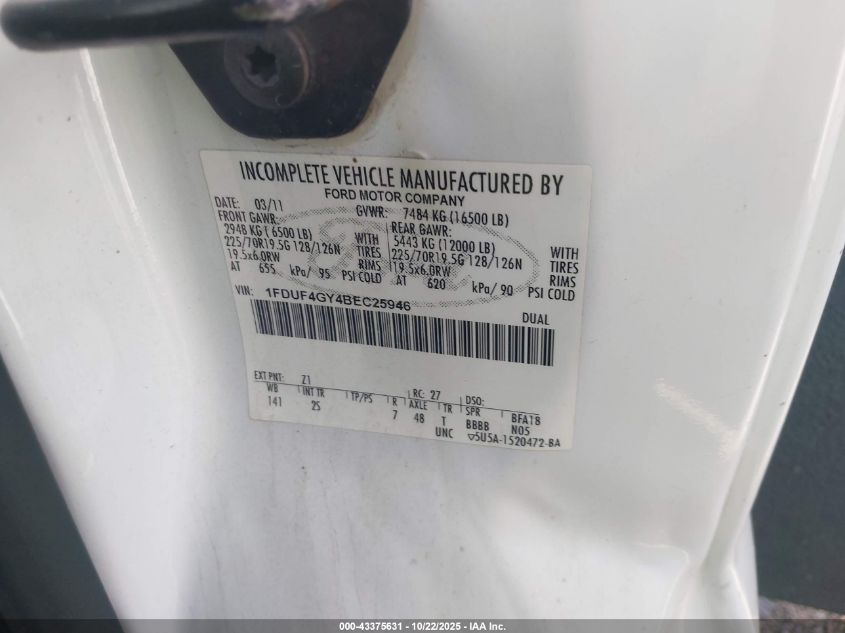 INCOMPLETE VEHICLE MANUFACTURED BY
FORD MOTOR COMPANY
DATE: 03/11 GVWR: 7484 KG (16500 LB)
FRONT GAWR: REAR GAWR:
2948 KG (6500 LB) WITH 5443 KG (12000 LB) WITH
225/70R19.5G 128/126N TIRES 225/70R19.5G 128/126N TIRES
19.5x6.0RW RIMS 19.5x6.0RW RIMS
AT 655 kPa/ 95 PSI COLD AT 620 kPa/ 90 PSI COLD
VIN: 1FDUF4GY4BEC25946
DUAL
EXT PNT: Z1 RC: 27 DSO:
WB INT TR TP/PS R AXLE TR SPR BFA18
141 25 7 48 T BBBB N05
UNC ▽5U5A-1520472-BA
000-43375631 - 10/22/2025 - IAA Inc.